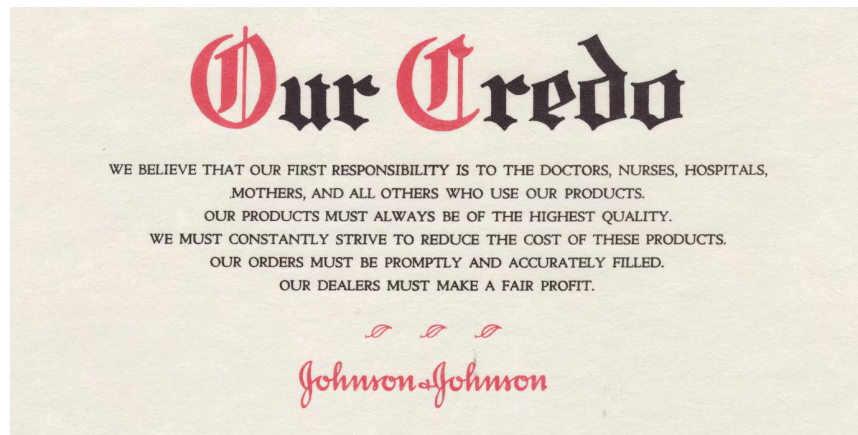 Our Credo
WE BELIEVE THAT OUR FIRST RESPONSIBILITY IS TO THE DOCTORS, NURSES, HOSPITALS,
MOTHERS, AND ALL OTHERS WHO USE OUR PRODUCTS.
OUR PRODUCTS MUST ALWAYS BE OF THE HIGHEST QUALITY.
WE MUST CONSTANTLY STRIVE TO REDUCE THE COST OF THESE PRODUCTS.
OUR ORDERS MUST BE PROMPTLY AND ACCURATELY FILLED.
OUR DEALERS MUST MAKE A FAIR PROFIT.
Johnson & Johnson